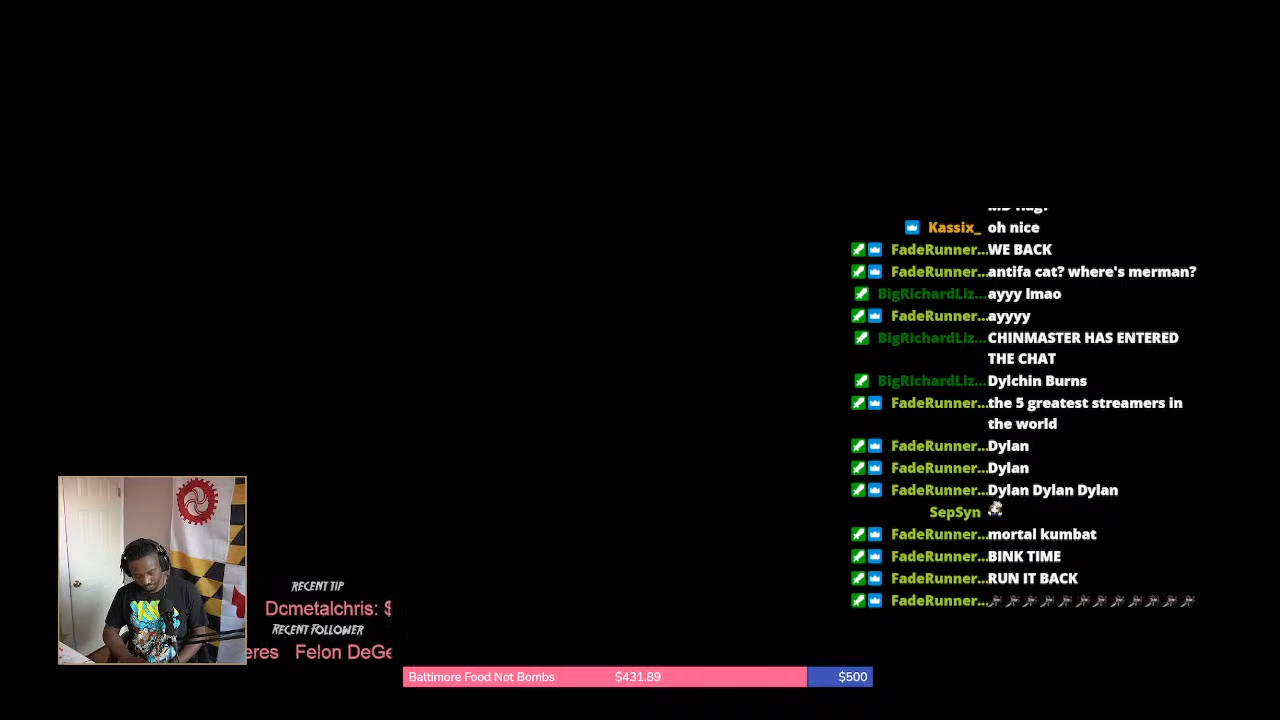 Kassix_ oh nice
FadeRunner... WE BACK
FadeRunner... antifa cat? where's merman?
BigRichardLiz... ayyy lmao
FadeRunner... ayyyy
BigRichardLiz... CHINMASTER HAS ENTERED
THE CHAT
BigRichardLiz... Dylchin Burns
FadeRunner... the 5 greatest streamers in
the world
FadeRunner... Dylan
FadeRunner... Dylan
FadeRunner... Dylan Dylan Dylan
SepSyn
FadeRunner... mortal kumbat
FadeRunner... BINK TIME
FadeRunner... RUN IT BACK
FadeRunner...
RECENT TIP
Dcmetalchris: $
RECENT FOLLOWER
eres Felon DeGe
Baltimore Food Not Bombs $431.89 $500